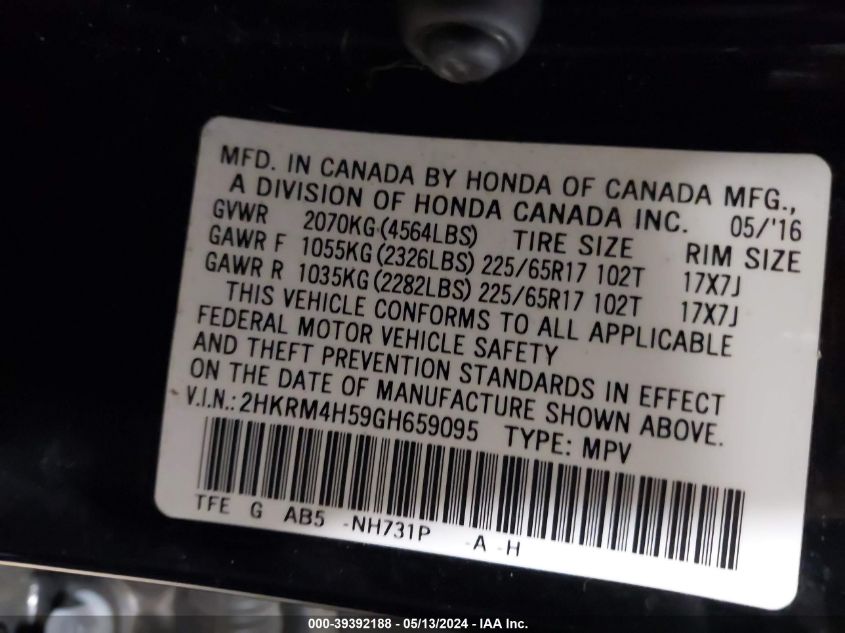 MFD. IN CANADA BY HONDA OF CANADA MFG.,
A DIVISION OF HONDA CANADA INC. 05/'16
GVWR 2070KG(4564LBS) TIRE SIZE RIM SIZE
GAWR F 1055KG(2326LBS) 225/65R17 102T 17X7J
GAWR R 1035KG(2282LBS) 225/65R17 102T 17X7J
THIS VEHICLE CONFORMS TO ALL APPLICABLE
FEDERAL MOTOR VEHICLE SAFETY
AND THEFT PREVENTION STANDARDS IN EFFECT
ON THE DATE OF MANUFACTURE SHOWN ABOVE.
V.I.N.: 2HKRM4H59GH659095 TYPE: MPV
TFE G AB5 -NH731P -A -H
000-39392188 - 05/13/2024 - IAA Inc.